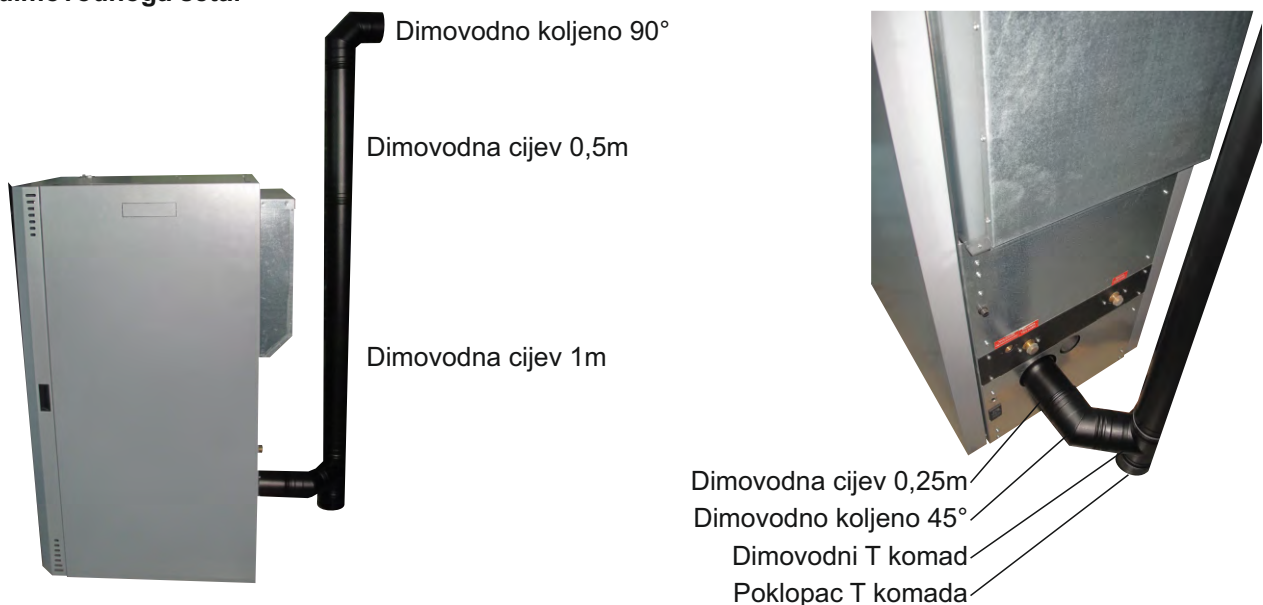 Dimovodno koljeno 90°
Dimovodna cijev 0,5m
Dimovodna cijev 1m
Dimovodna cijev 0,25m
Dimovodno koljeno 45°
Dimovodni T komad
Poklopac T komada